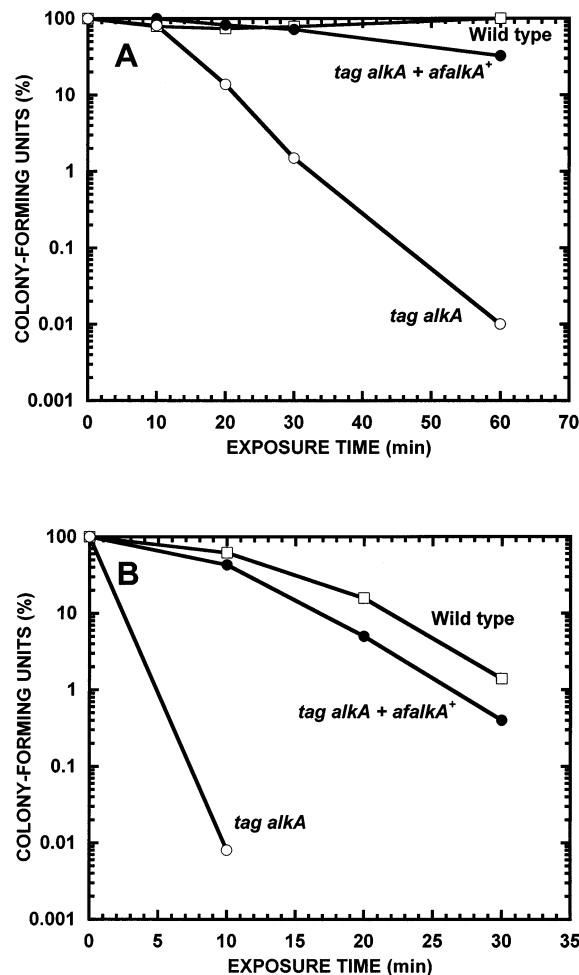 100
A
Wild type
tag alkA + afalkA+
10
1
0.1
tag alkA
0.01
0.001
COLONY-FORMING UNITS (%)
0 10 20 30 40 50 60 70
EXPOSURE TIME (min)
100
B
10
Wild type
1
tag alkA + afalkA+
0.1
tag alkA
0.01
0.001
COLONY-FORMING UNITS (%)
0 5 10 15 20 25 30 35
EXPOSURE TIME (min)